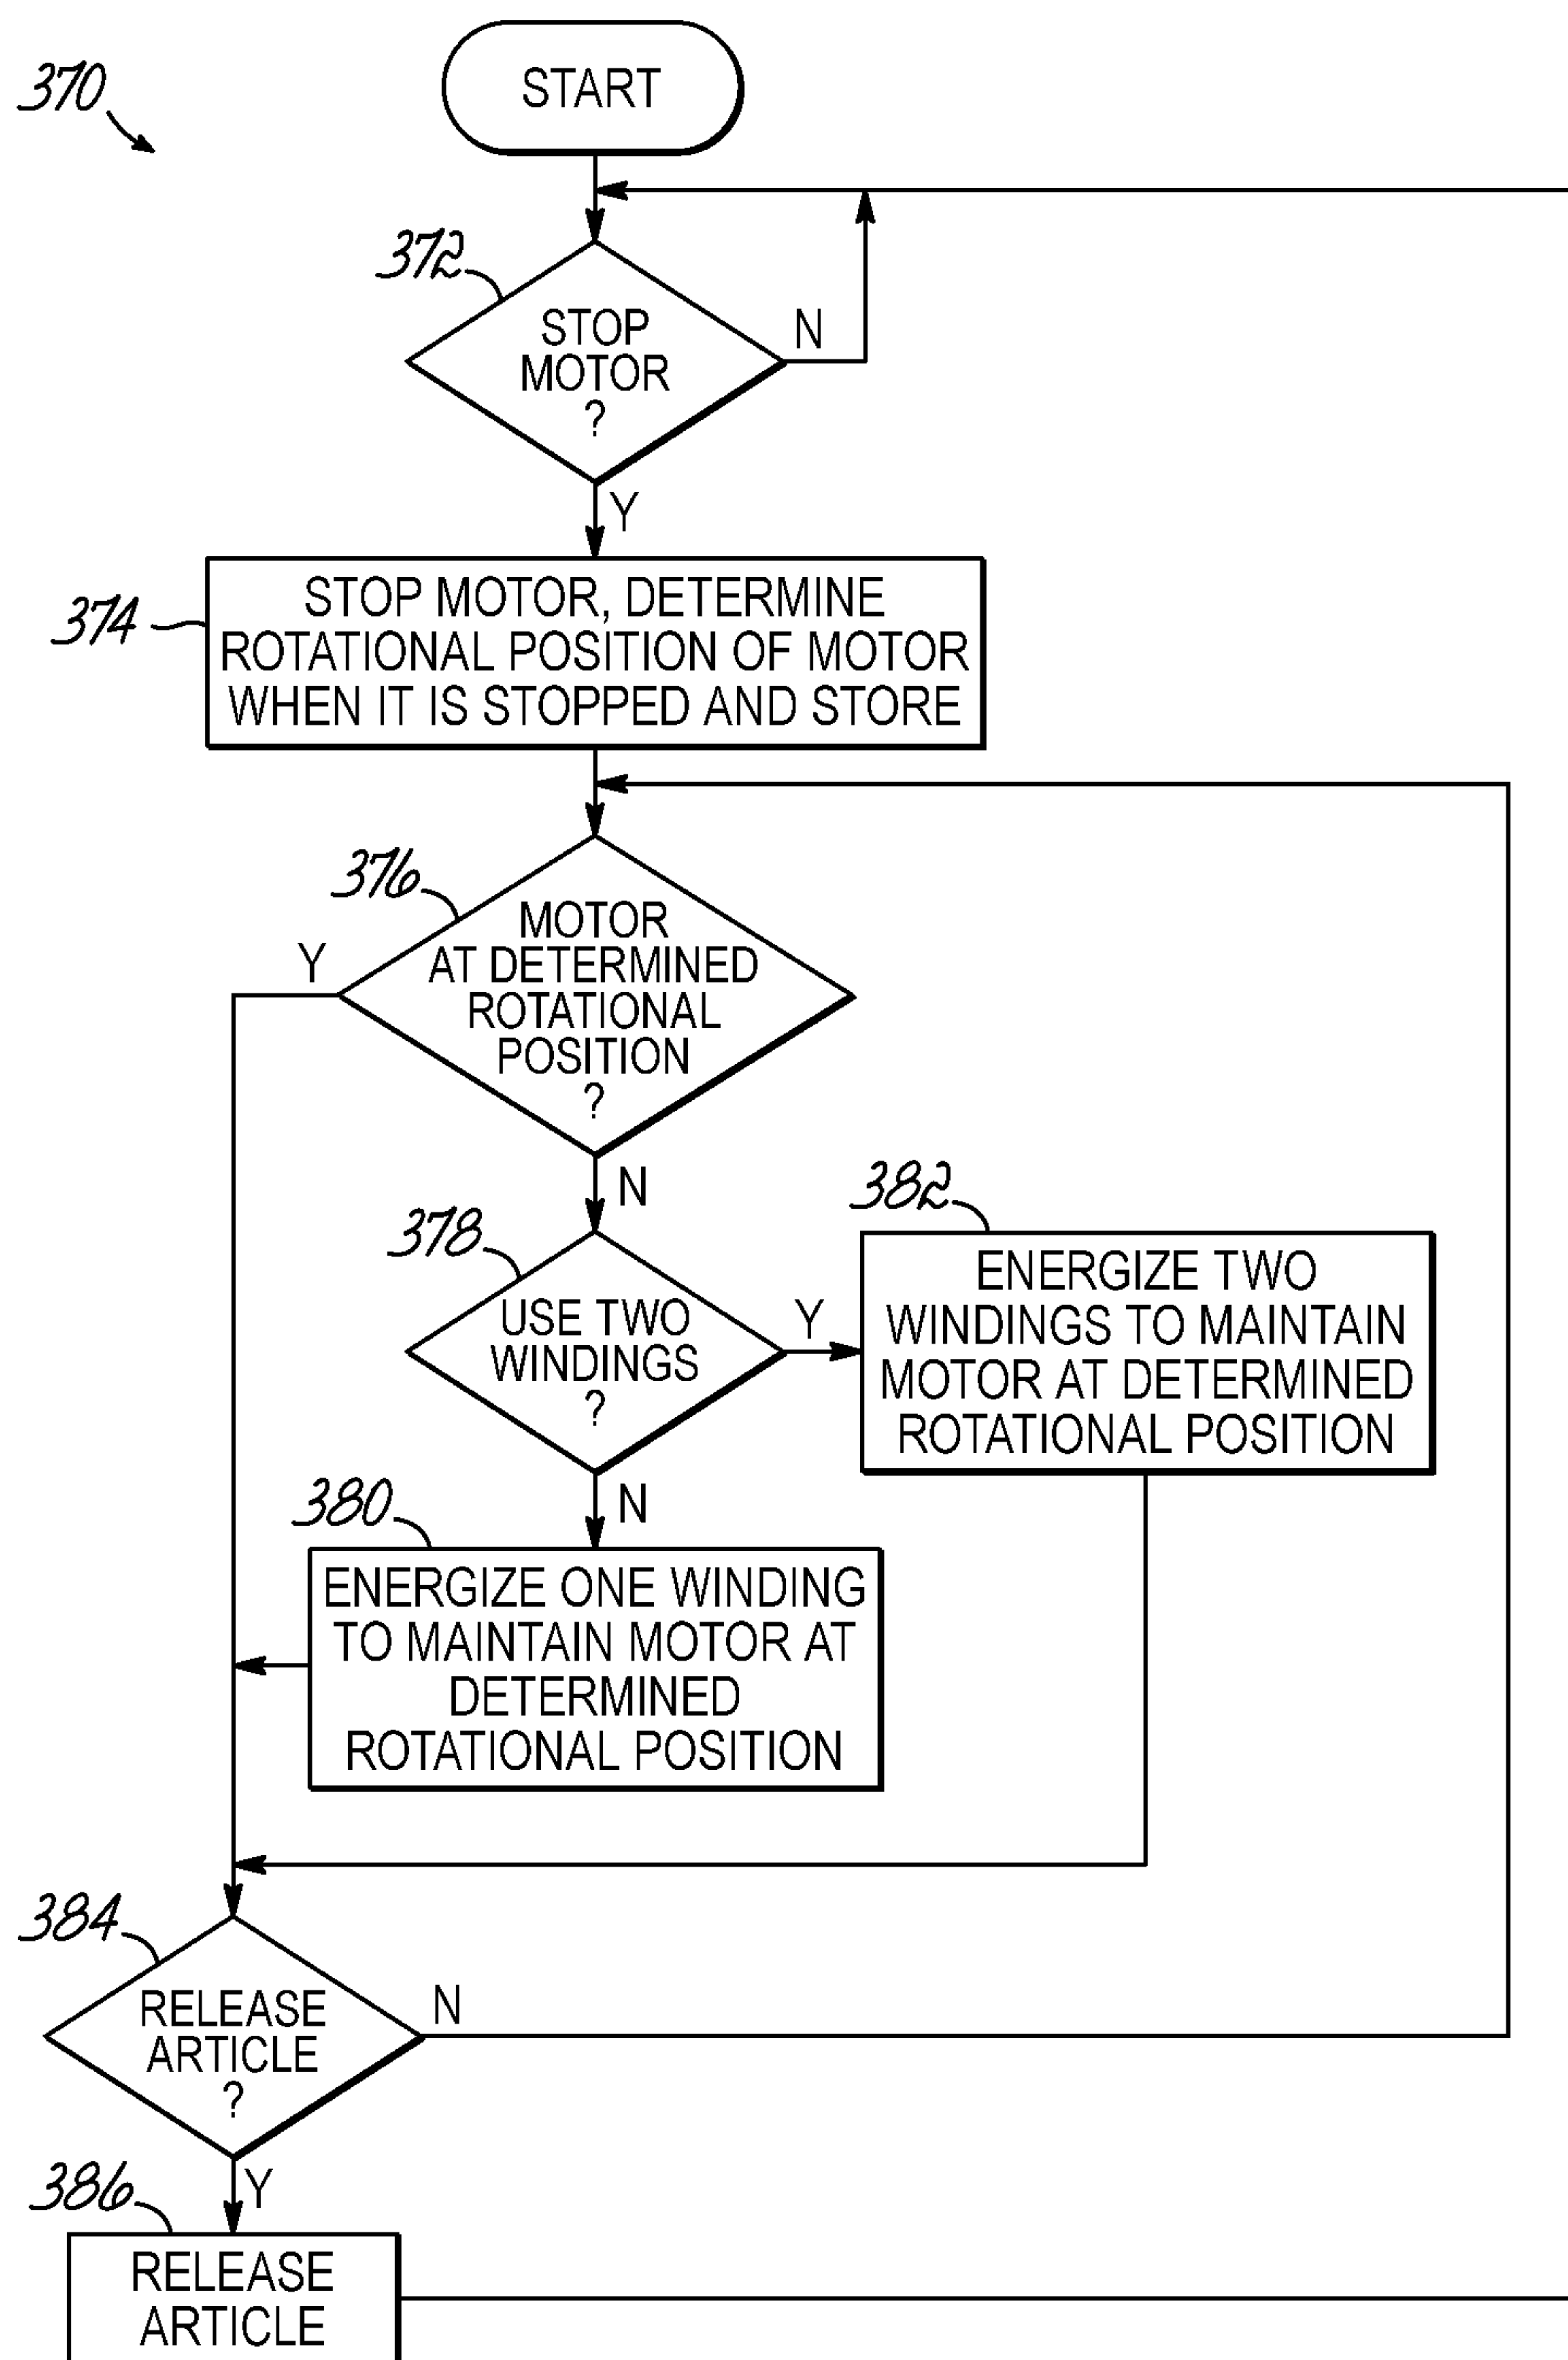 370
START
372
STOP
MOTOR
?
N
Y
374
STOP MOTOR, DETERMINE
ROTATIONAL POSITION OF MOTOR
WHEN IT IS STOPPED AND STORE
376
MOTOR
AT DETERMINED
ROTATIONAL
POSITION
?
Y
N
378
USE TWO
WINDINGS
?
Y
N
382
ENERGIZE TWO
WINDINGS TO MAINTAIN
MOTOR AT DETERMINED
ROTATIONAL POSITION
380
ENERGIZE ONE WINDING
TO MAINTAIN MOTOR AT
DETERMINED
ROTATIONAL POSITION
384
RELEASE
ARTICLE
?
N
Y
386
RELEASE
ARTICLE